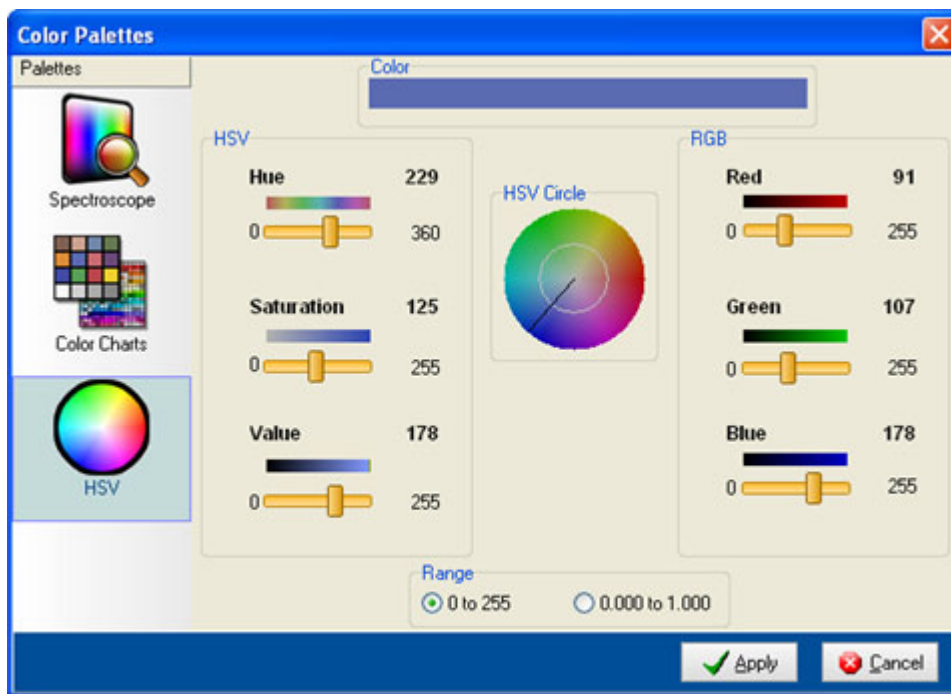 Color Palettes
Palettes
Spectroscope
Color Charts
HSV
Color
HSV
Hue 229
0 360
Saturation 125
0 255
Value 178
0 255
HSV Circle
RGB
Red 91
0 255
Green 107
0 255
Blue 178
0 255
Range
0 to 255 0.000 to 1.000
Apply Cancel